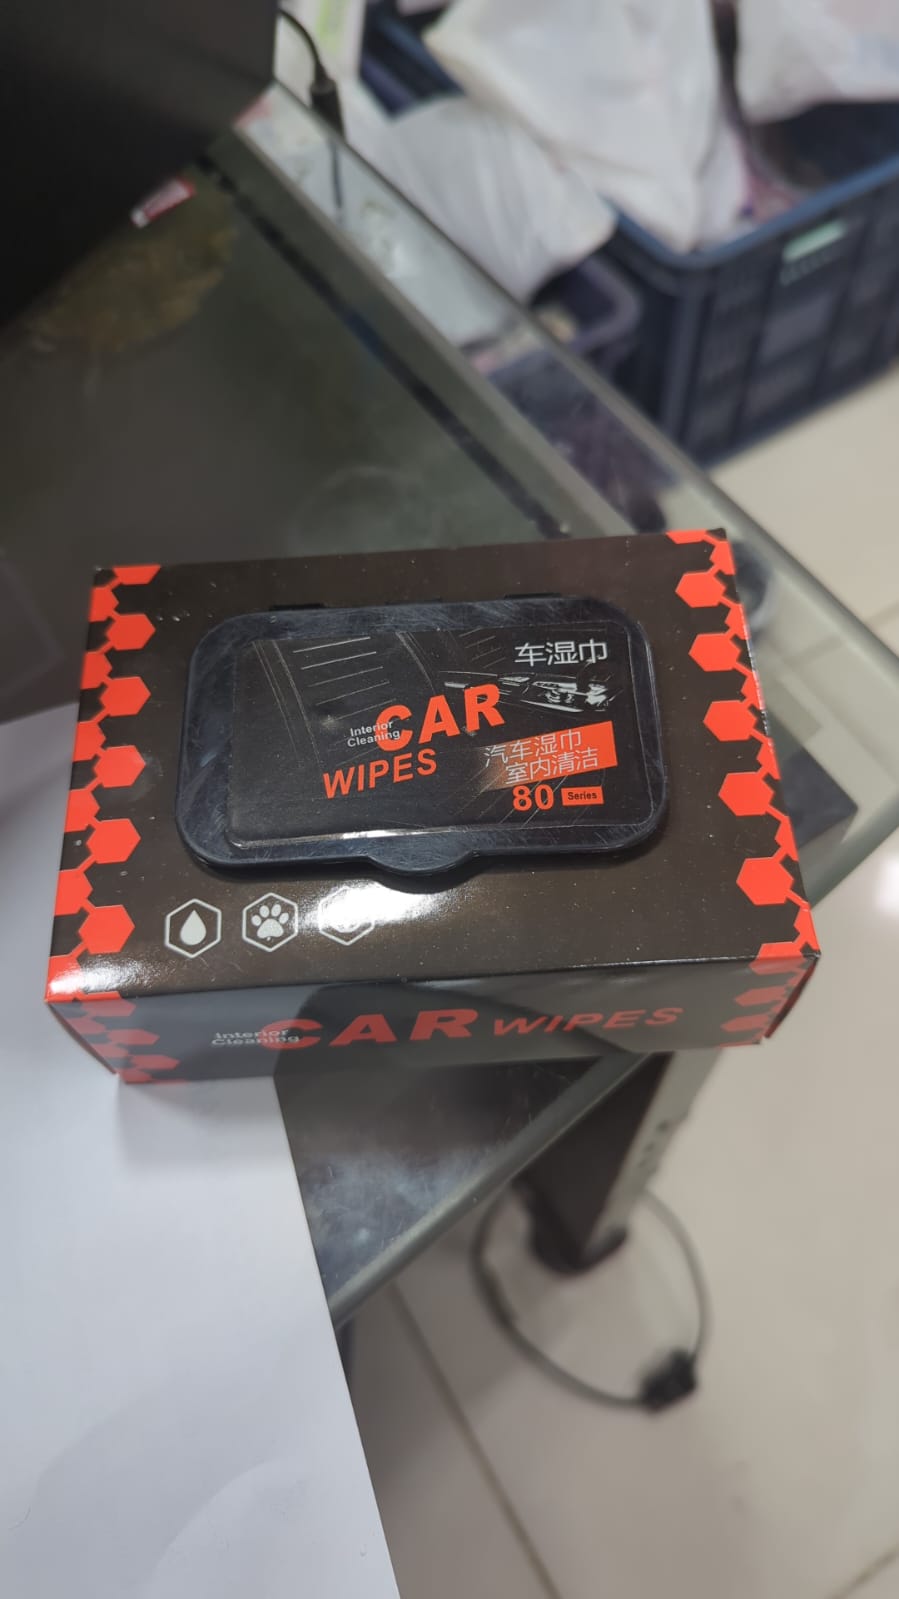 车湿巾
Interior
Cleaning
CAR
WIPES
汽车湿巾
室内清洁
80 Series
Interior
Cleaning
CAR WIPES